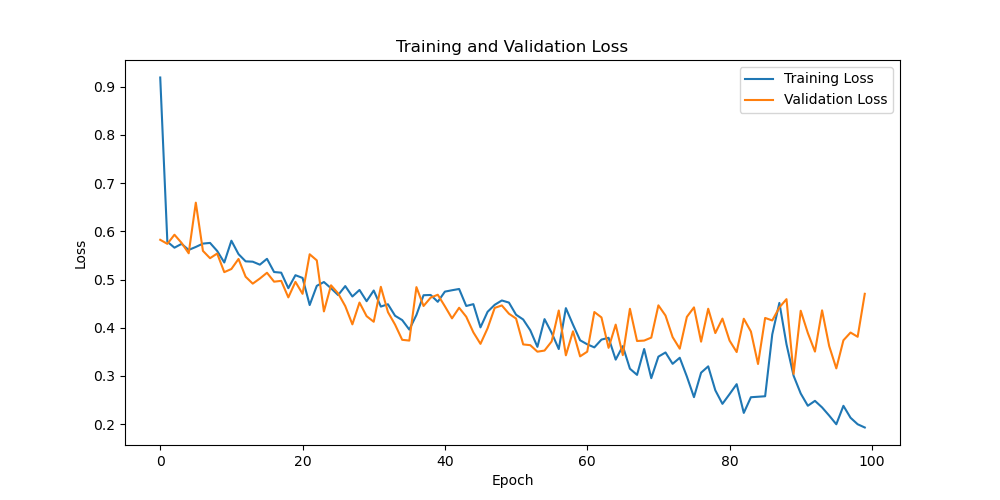 Training and Validation Loss
Training Loss
Validation Loss
0.9
0.8
0.7
0.6
0.5
0.4
0.3
0.2
Loss
0 20 40 60 80 100
Epoch